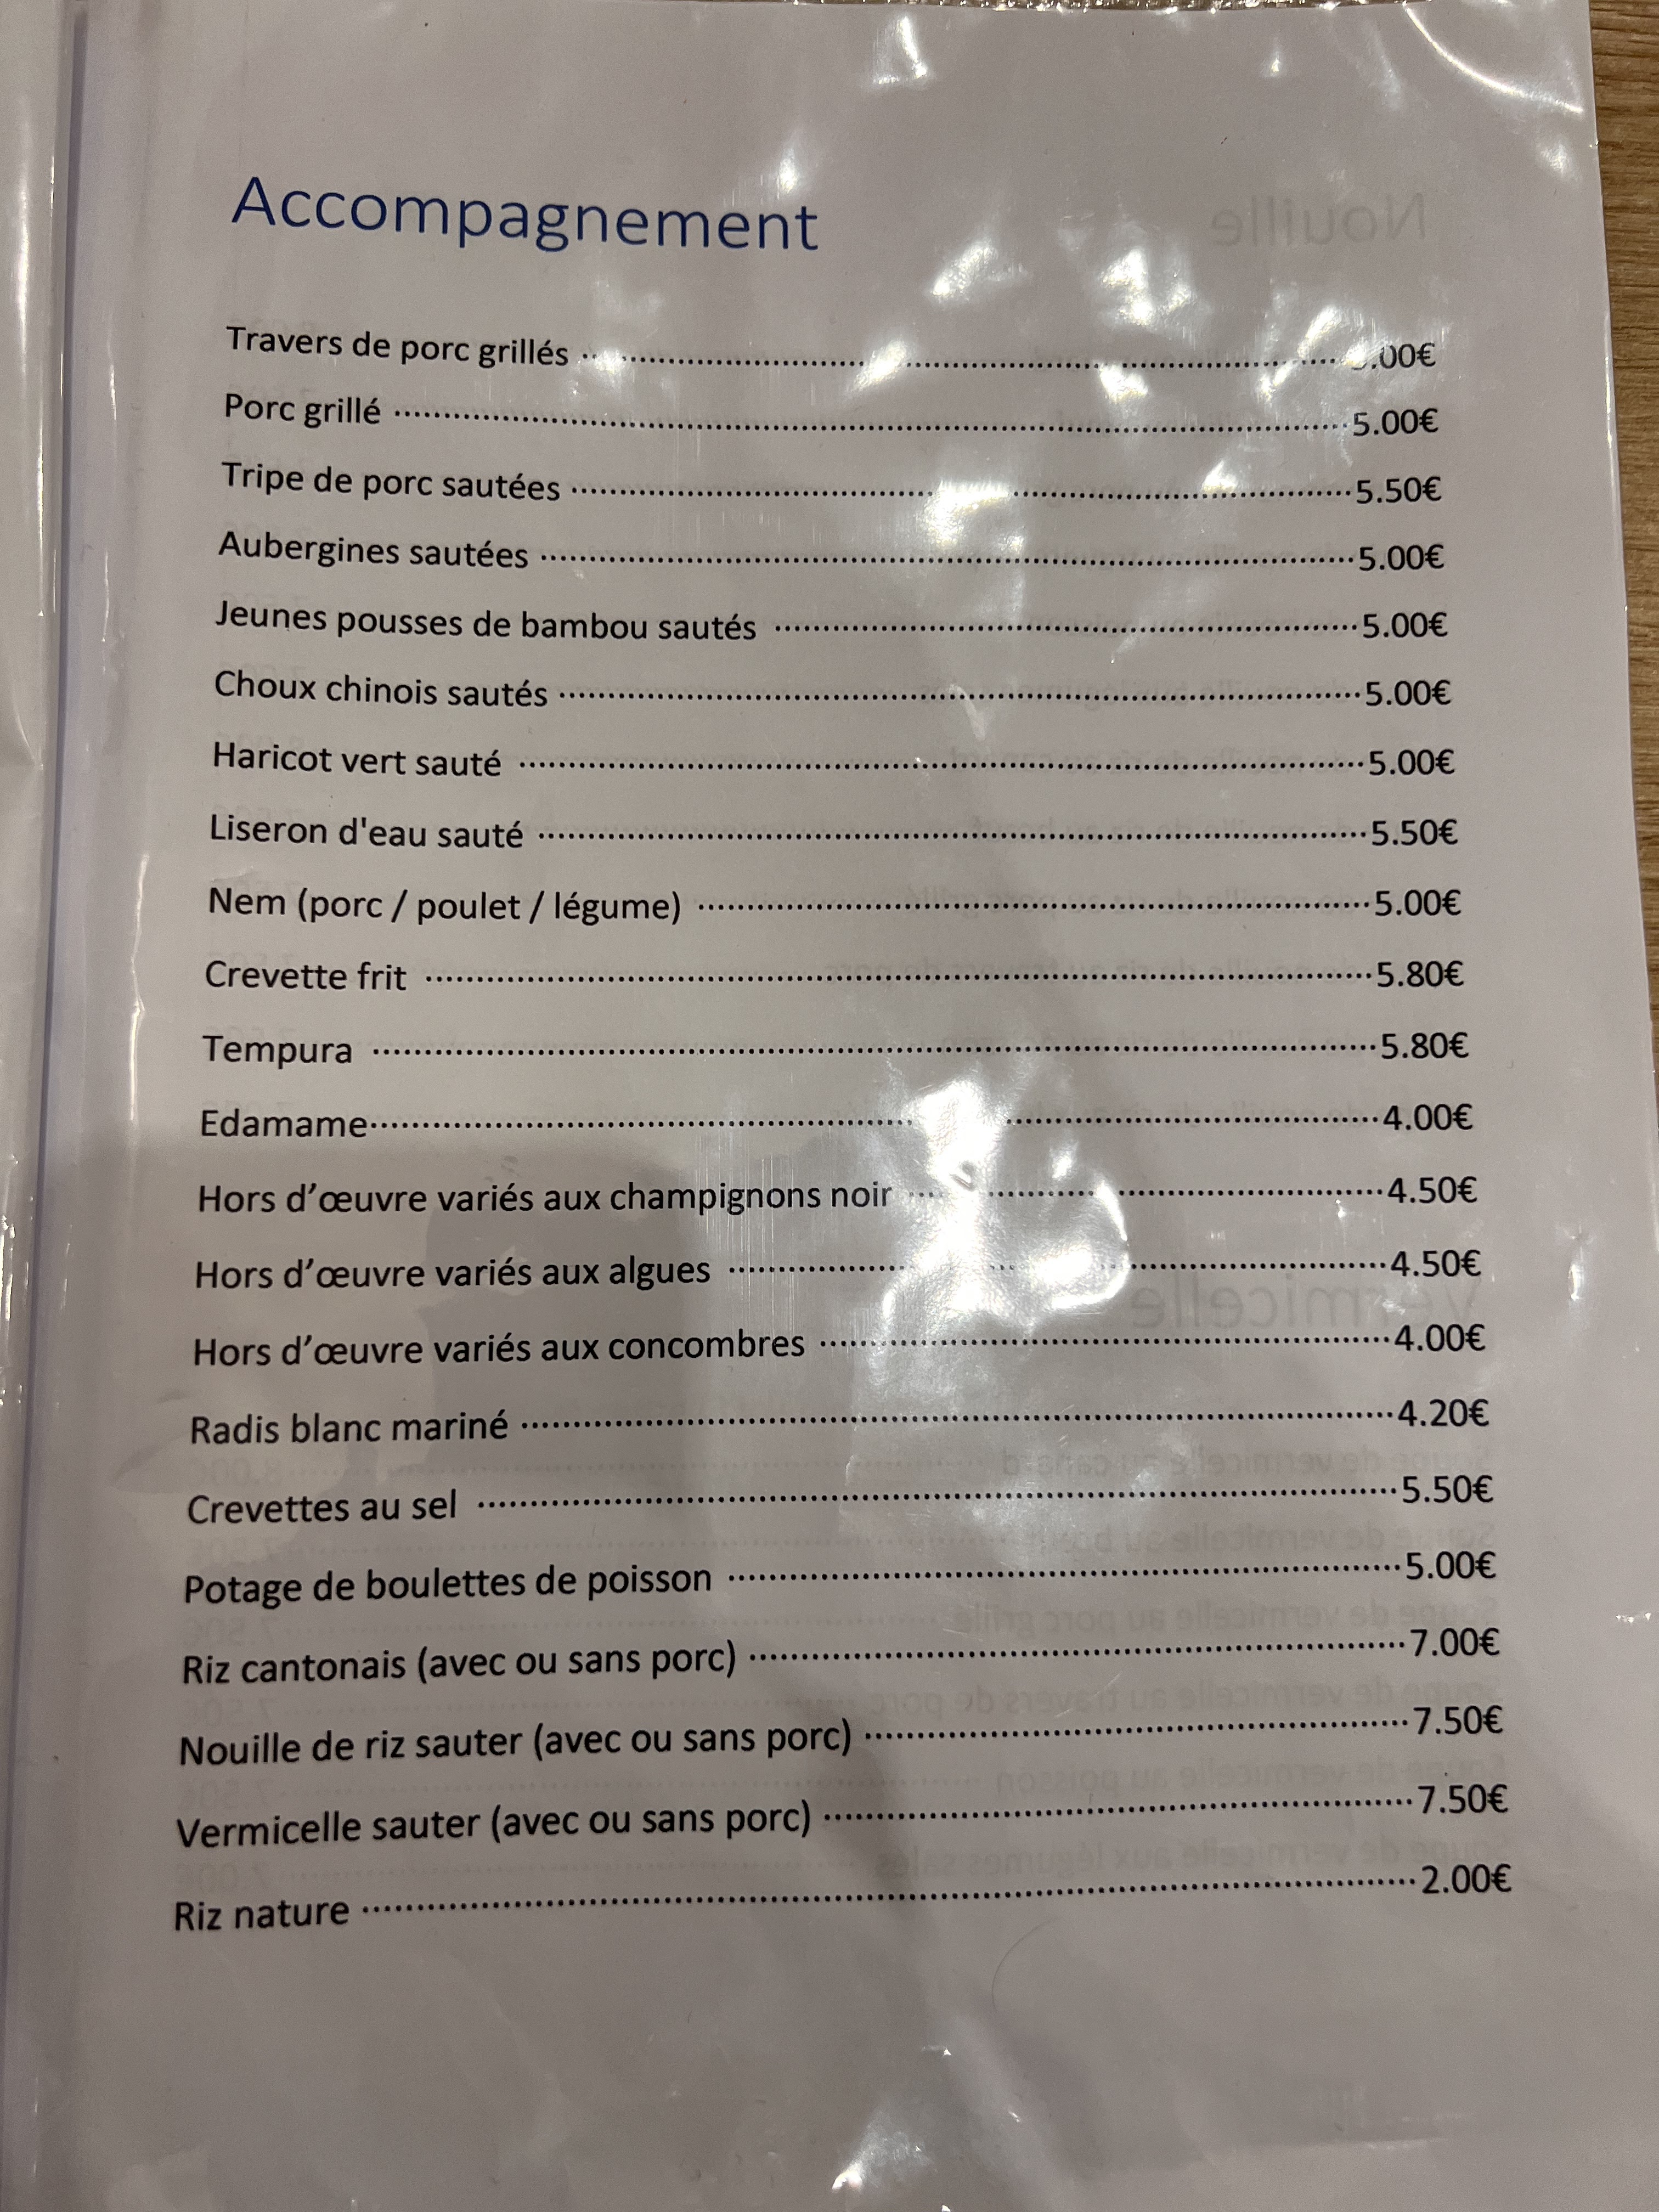 Accompagnement
Nouille
Travers de porc grillés .00€
Porc grillé 5.00€
Tripe de porc sautées 5.50€
Aubergines sautées 5.00€
Jeunes pousses de bambou sautés 5.00€
Choux chinois sautés 5.00€
Haricot vert sauté 5.00€
Liseron d'eau sauté 5.50€
Nem (porc / poulet / légume) 5.00€
Crevette frit 5.80€
Tempura 5.80€
Edamame 4.00€
Hors d’œuvre variés aux champignons noir 4.50€
Hors d’œuvre variés aux algues 4.50€
Vermicelle
Hors d’œuvre variés aux concombres 4.00€
Radis blanc mariné 4.20€
Crevettes au sel 5.50€
Potage de boulettes de poisson 5.00€
Riz cantonais (avec ou sans porc) 7.00€
Nouille de riz sauter (avec ou sans porc) 7.50€
Vermicelle sauter (avec ou sans porc) 7.50€
Riz nature 2.00€